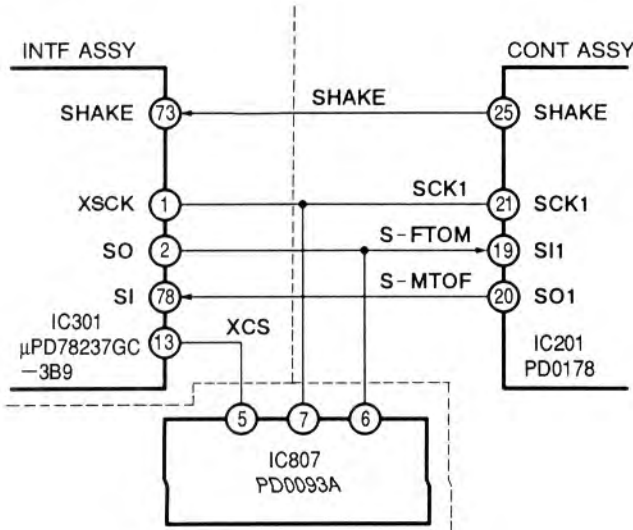 INTF ASSY
CONT ASSY
SHAKE 73 SHAKE 25 SHAKE
XSCK 1 SCK1 21 SCK1
SO 2 S-FTOM 19 SI1
SI 78 S-MTOF 20 SO1
IC301
μPD78237GC
-3B9
13 XCS
IC201
PD0178
5 7 6
IC807
PD0093A